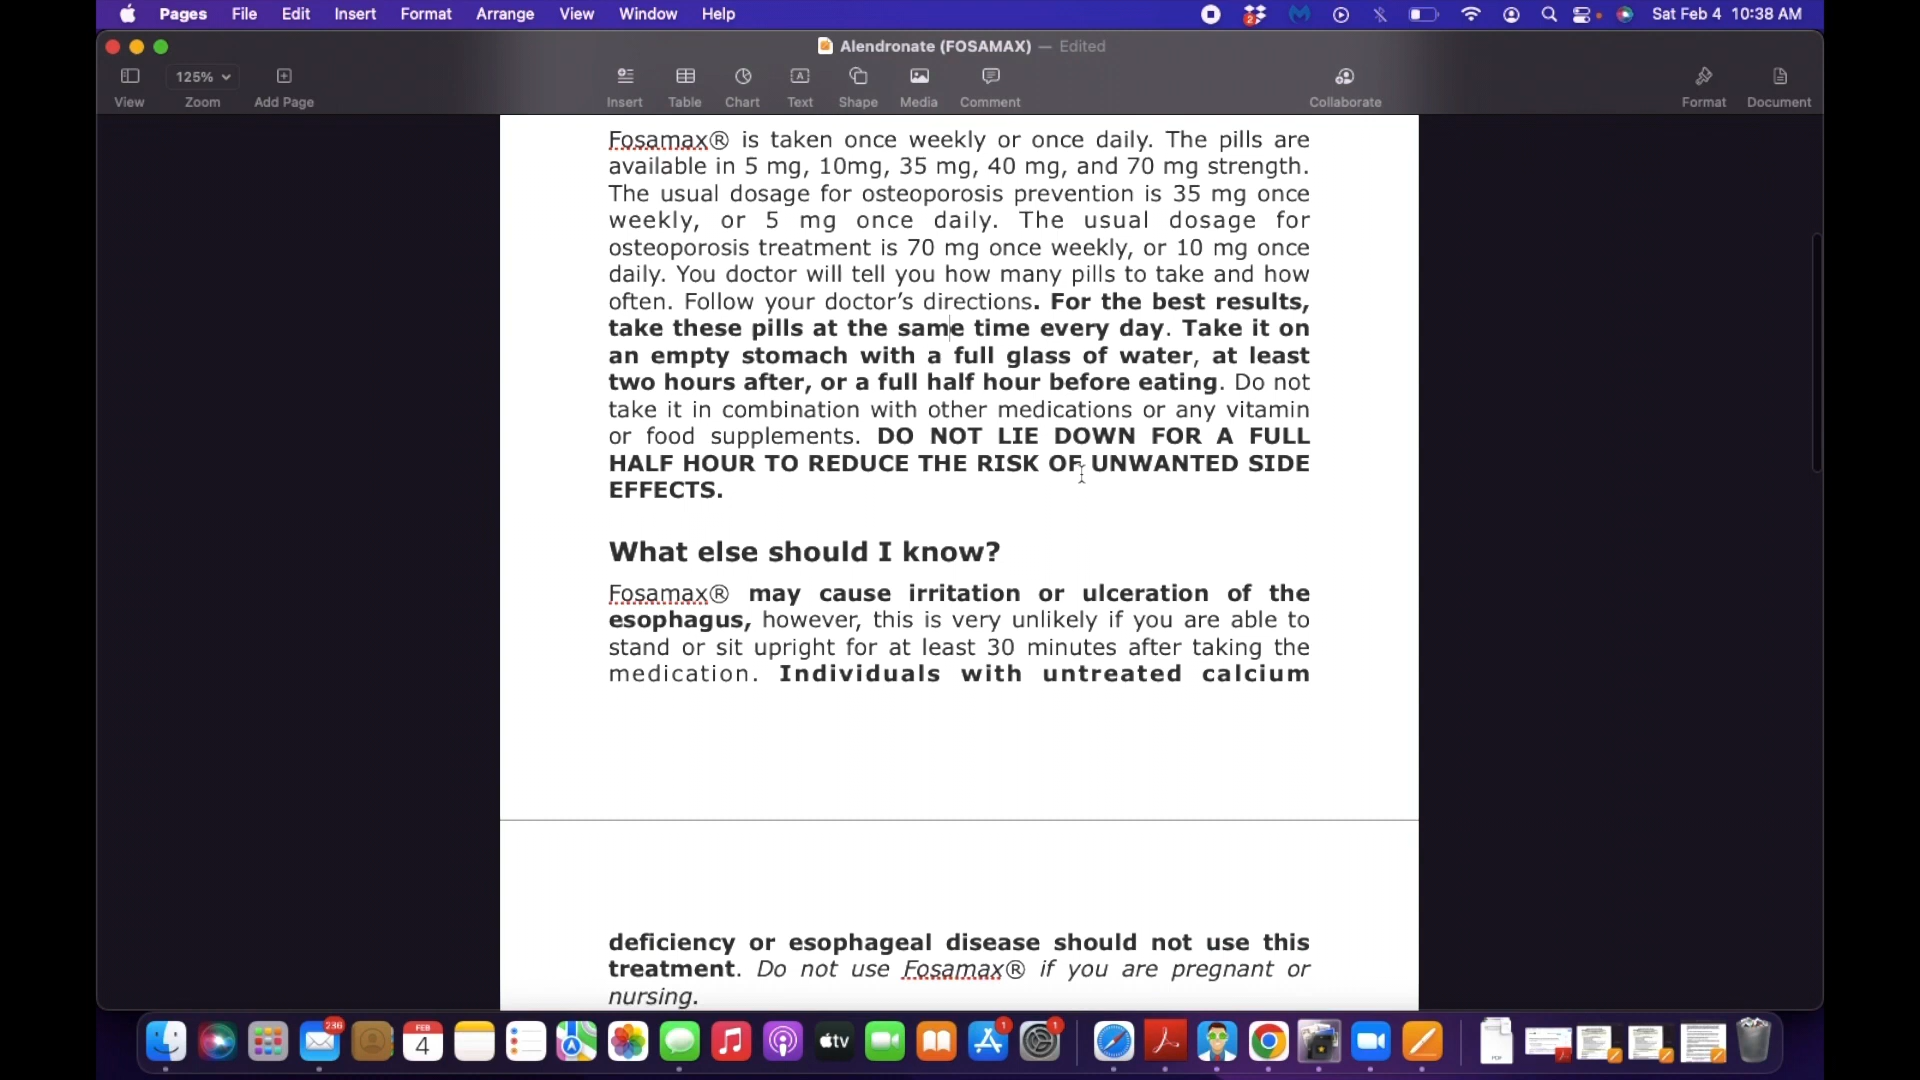 Pages File Edit Insert Format Arrange View Window Help
Sat Feb 4 10:38 AM
Alendronate (FOSAMAX) — Edited
125%
View Zoom Add Page Insert Table Chart Text Shape Media Comment Collaborate Format Document
Fosamax® is taken once weekly or once daily. The pills are
available in 5 mg, 10mg, 35 mg, 40 mg, and 70 mg strength.
The usual dosage for osteoporosis prevention is 35 mg once
weekly, or 5 mg once daily. The usual dosage for
osteoporosis treatment is 70 mg once weekly, or 10 mg once
daily. You doctor will tell you how many pills to take and how
often. Follow your doctor’s directions. For the best results,
take these pills at the same time every day. Take it on
an empty stomach with a full glass of water, at least
two hours after, or a full half hour before eating. Do not
take it in combination with other medications or any vitamin
or food supplements. DO NOT LIE DOWN FOR A FULL
HALF HOUR TO REDUCE THE RISK OF UNWANTED SIDE
EFFECTS.
What else should I know?
Fosamax® may cause irritation or ulceration of the
esophagus, however, this is very unlikely if you are able to
stand or sit upright for at least 30 minutes after taking the
medication. Individuals with untreated calcium
deficiency or esophageal disease should not use this
treatment. Do not use Fosamax® if you are pregnant or
nursing.
236
FEB
4
tv
1
1
PDF